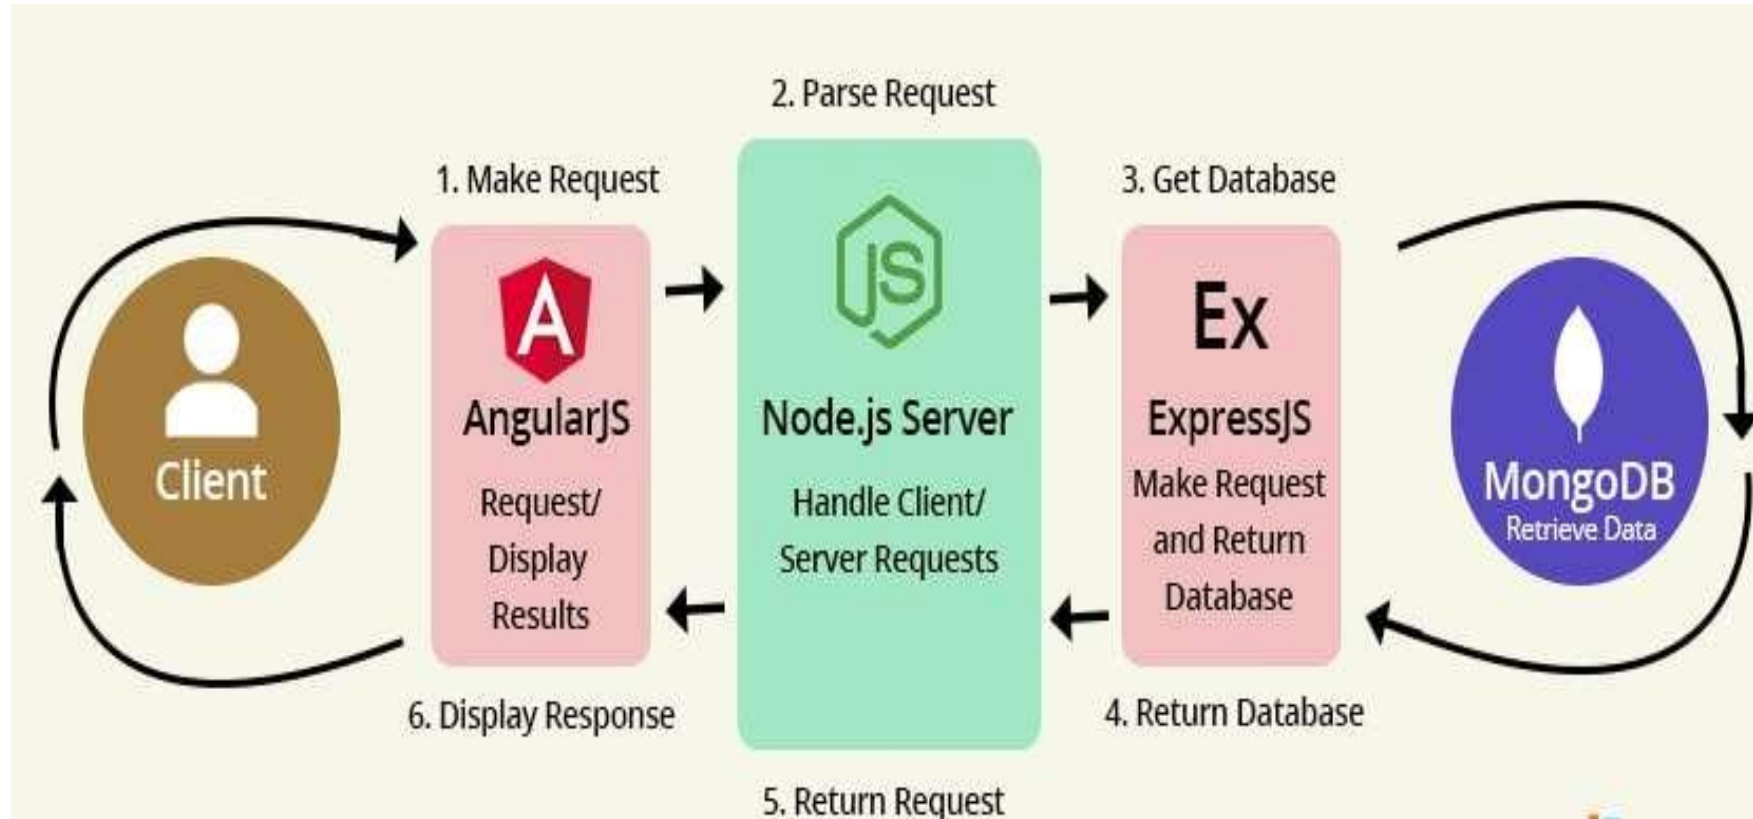 2. Parse Request
1. Make Request
3. Get Database
A
JS
Ex
AngularJS
Node.js Server
ExpressJS
Client
MongoDB
Retrieve Data
Request/
Display
Results
Handle Client/
Server Requests
Make Request
and Return
Database
6. Display Response
4. Return Database
5. Return Request